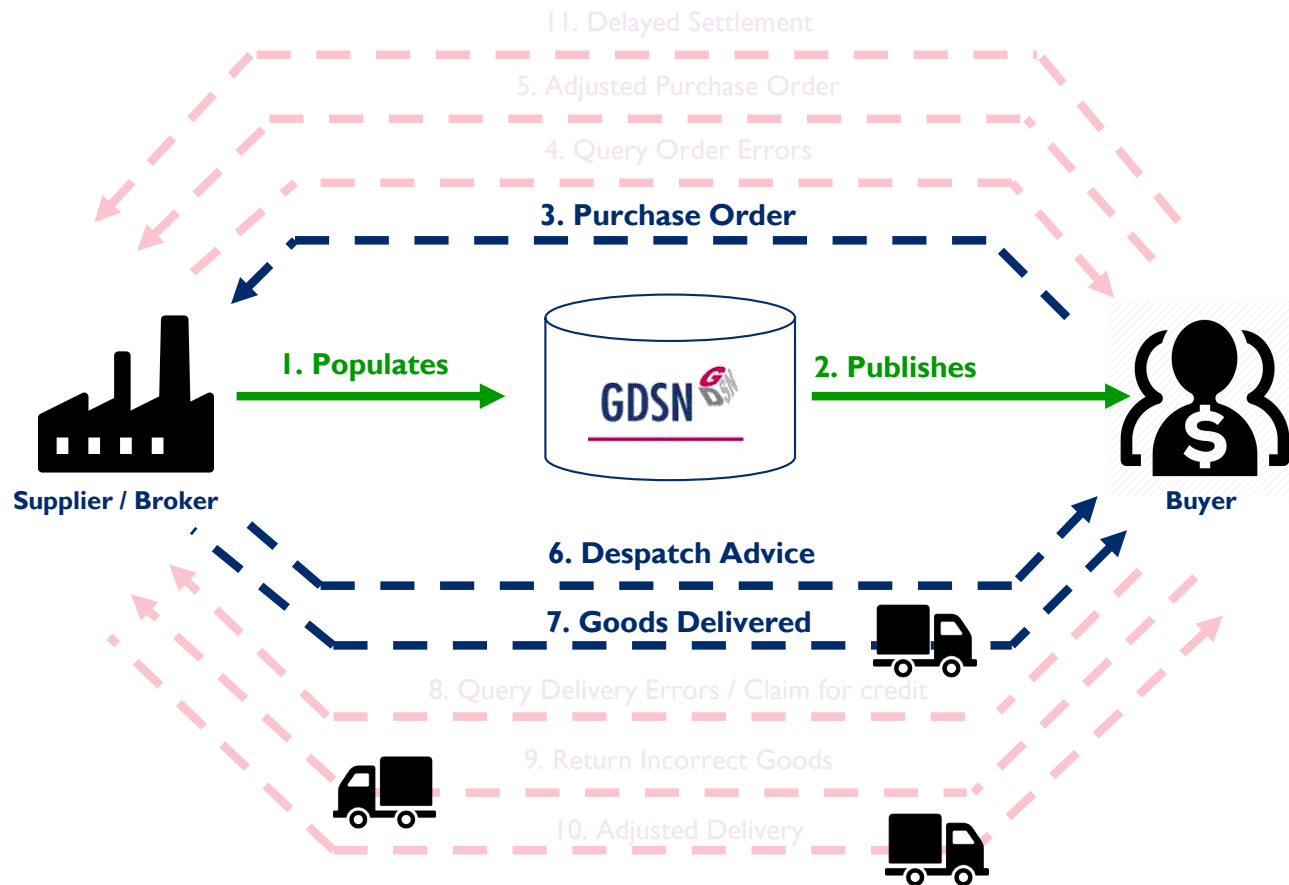 11. Delayed Settlement
5. Adjusted Purchase Order
4. Query Order Errors
3. Purchase Order
1. Populates
GDSN
GDSN
2. Publishes
$
Supplier / Broker
Buyer
6. Despatch Advice
7. Goods Delivered
8. Query Delivery Errors / Claim for credit
9. Return Incorrect Goods
10. Adjusted Delivery